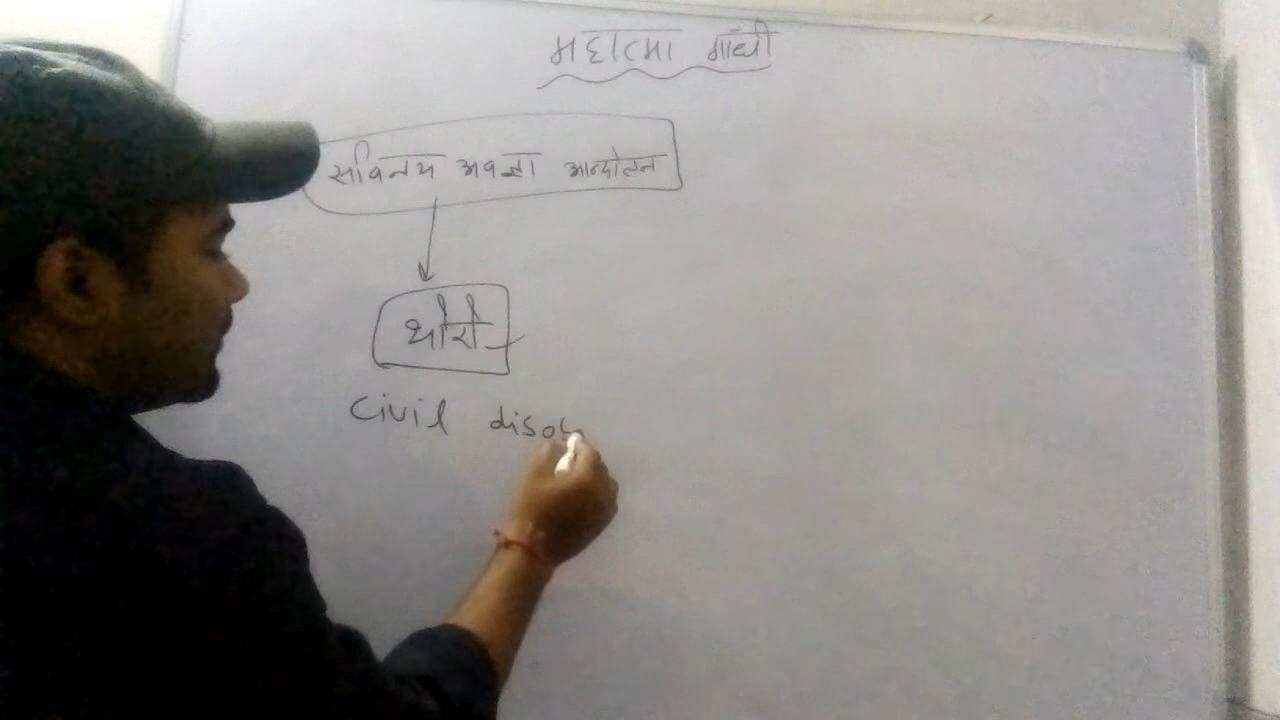 महात्मा गांधी
सविनय अवज्ञा आन्दोलन
थोरो
Civil disob